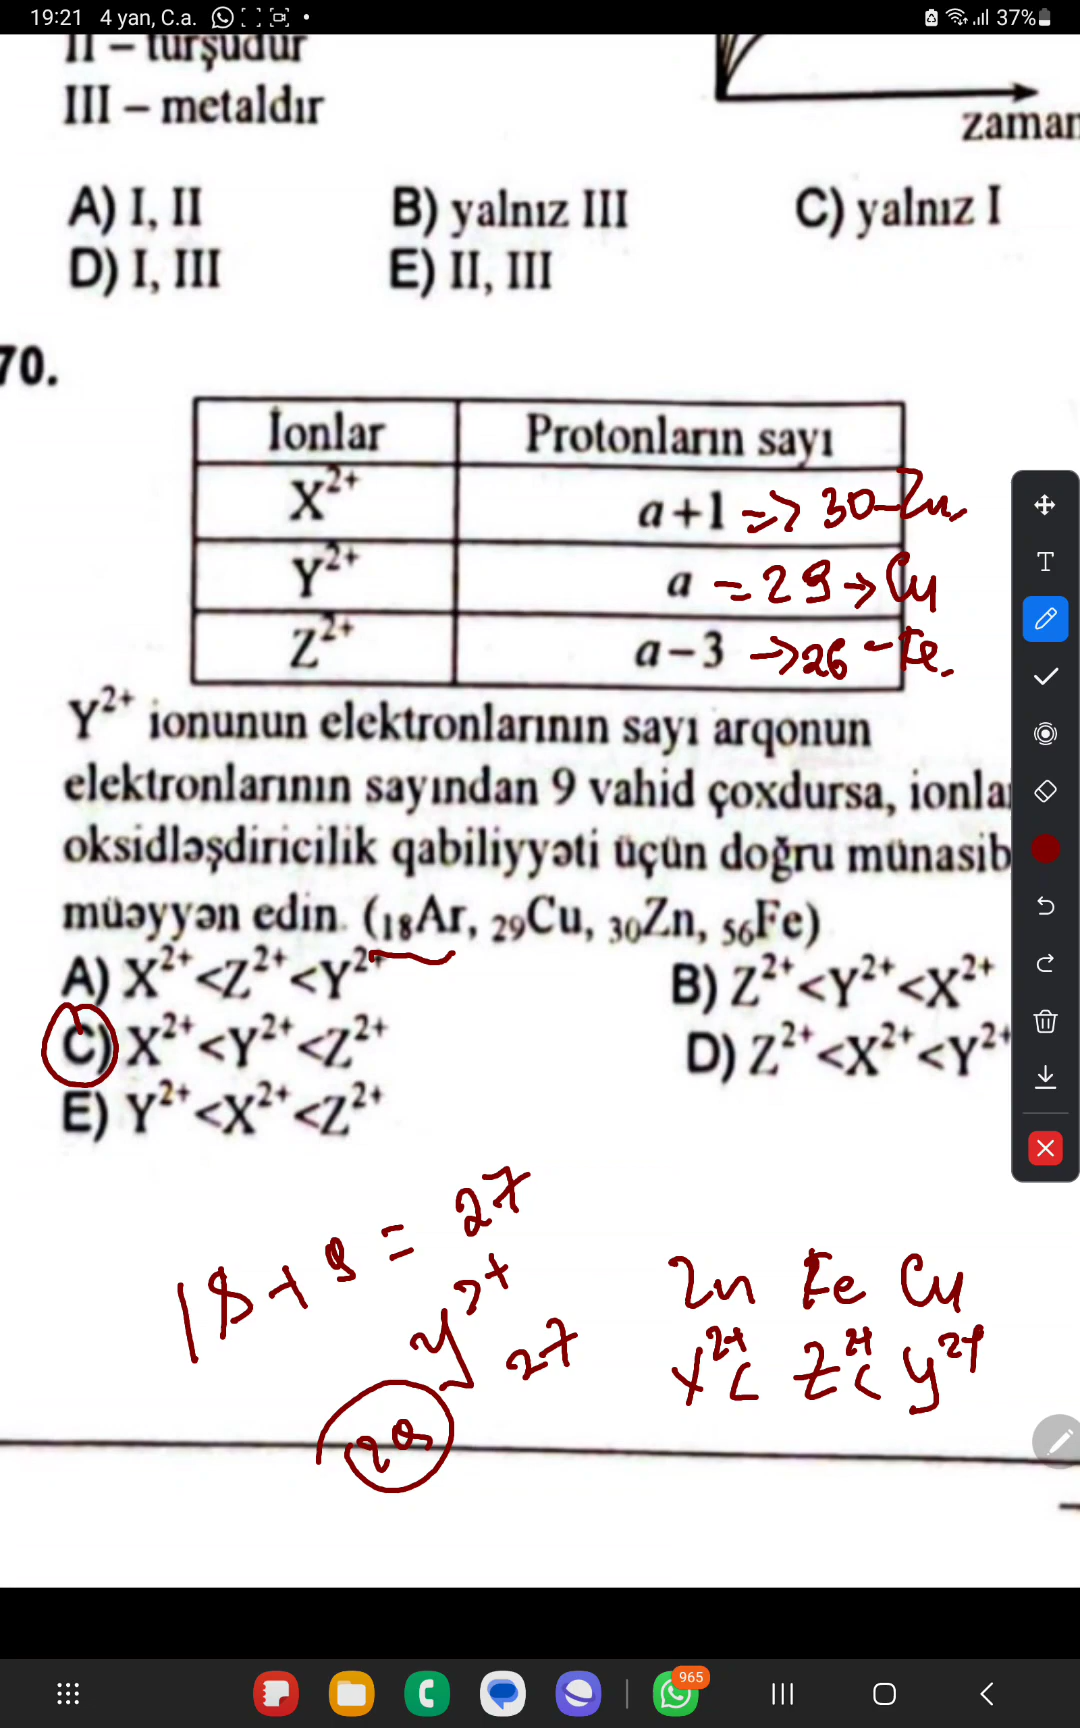 19:21 4 yan, C.a. 37%
II – turşudur
III – metaldır
zaman
A) I, II B) yalnız III C) yalnız I
D) I, III E) II, III
70.
İonlar Protonların sayı
X²⁺ a+1 => 30-Zn
Y²⁺ a = 29 → Cu
Z²⁺ a–3 → 26 - Fe.
Y²⁺ ionunun elektronlarının sayı arqonun
elektronlarının sayından 9 vahid çoxdursa, ionla
oksidləşdiricilik qabiliyyəti üçün doğru münasib
müəyyən edin. (₁₈Ar, ₂₉Cu, ₃₀Zn, ₅₆Fe)
A) X²⁺<Z²⁺<Y²⁺ B) Z²⁺<Y²⁺<X²⁺
C) X²⁺<Y²⁺<Z²⁺ D) Z²⁺<X²⁺<Y²⁺
E) Y²⁺<X²⁺<Z²⁺
18+9=27
Zn Fe Cu
y²⁺ 27
X²⁺< Z²⁺< y²⁺
29
T
965